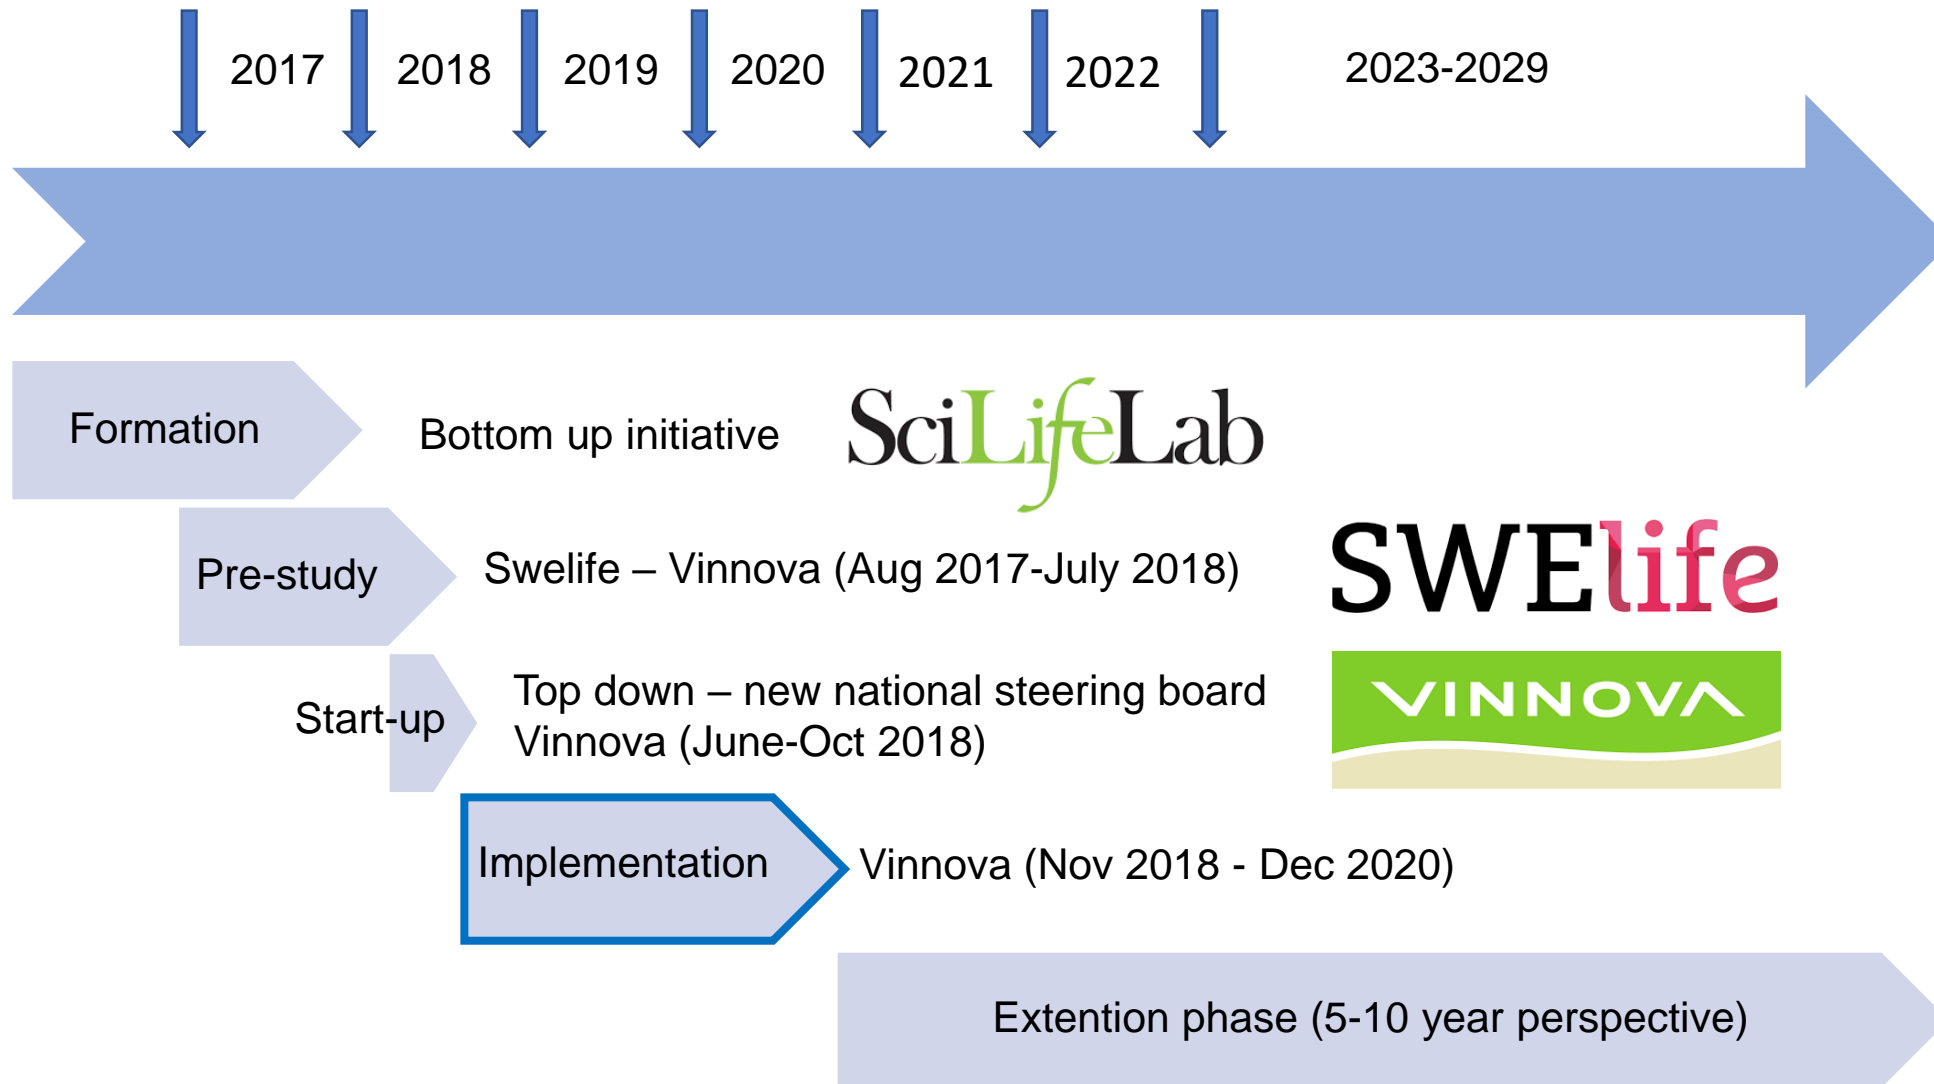 2017 2018 2019 2020 2021 2022 2023-2029
Formation
Bottom up initiative
SciLifeLab
Pre-study
Swelife – Vinnova (Aug 2017-July 2018)
SWElife
Start-up
Top down – new national steering board
Vinnova (June-Oct 2018)
VINNOVA
Implementation
Vinnova (Nov 2018 - Dec 2020)
Extention phase (5-10 year perspective)